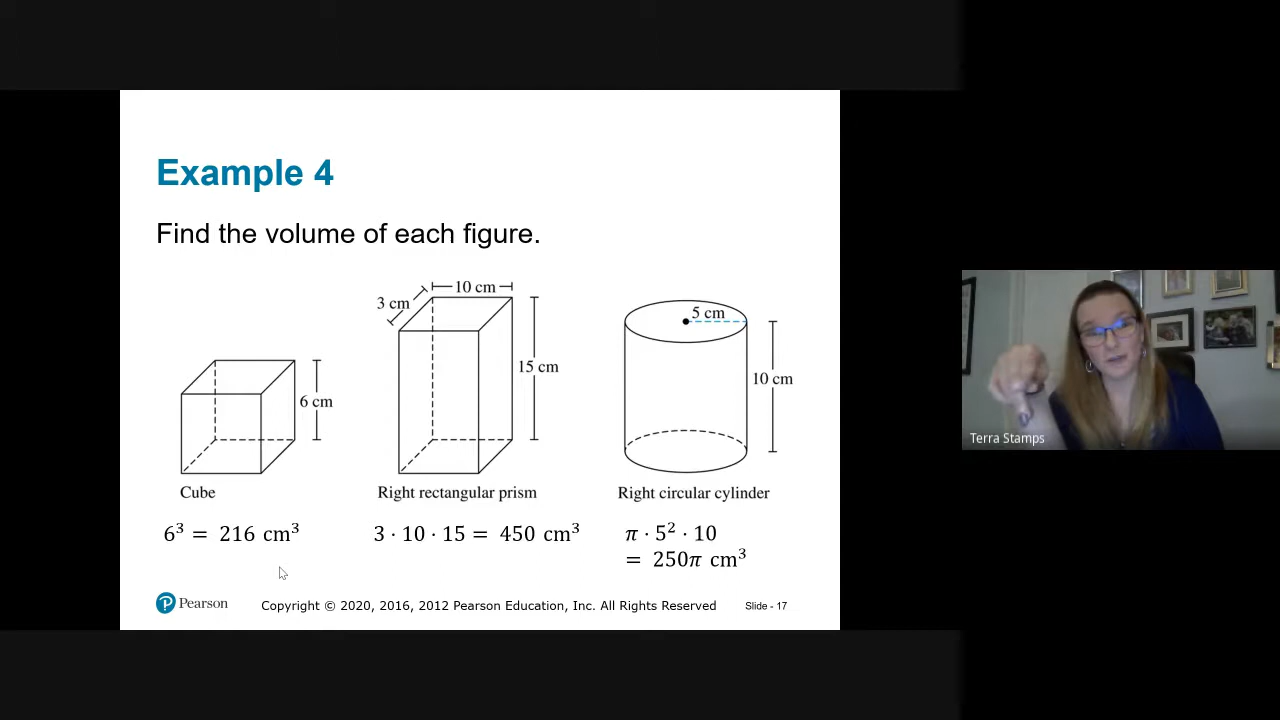 Example 4
Find the volume of each figure.
3 cm
10 cm
15 cm
6 cm
5 cm
10 cm
Cube
Right rectangular prism
Right circular cylinder
6³ = 216 cm³
3 · 10 · 15 = 450 cm³
π · 5² · 10
= 250π cm³
P Pearson
Copyright © 2020, 2016, 2012 Pearson Education, Inc. All Rights Reserved
Slide - 17
Terra Stamps